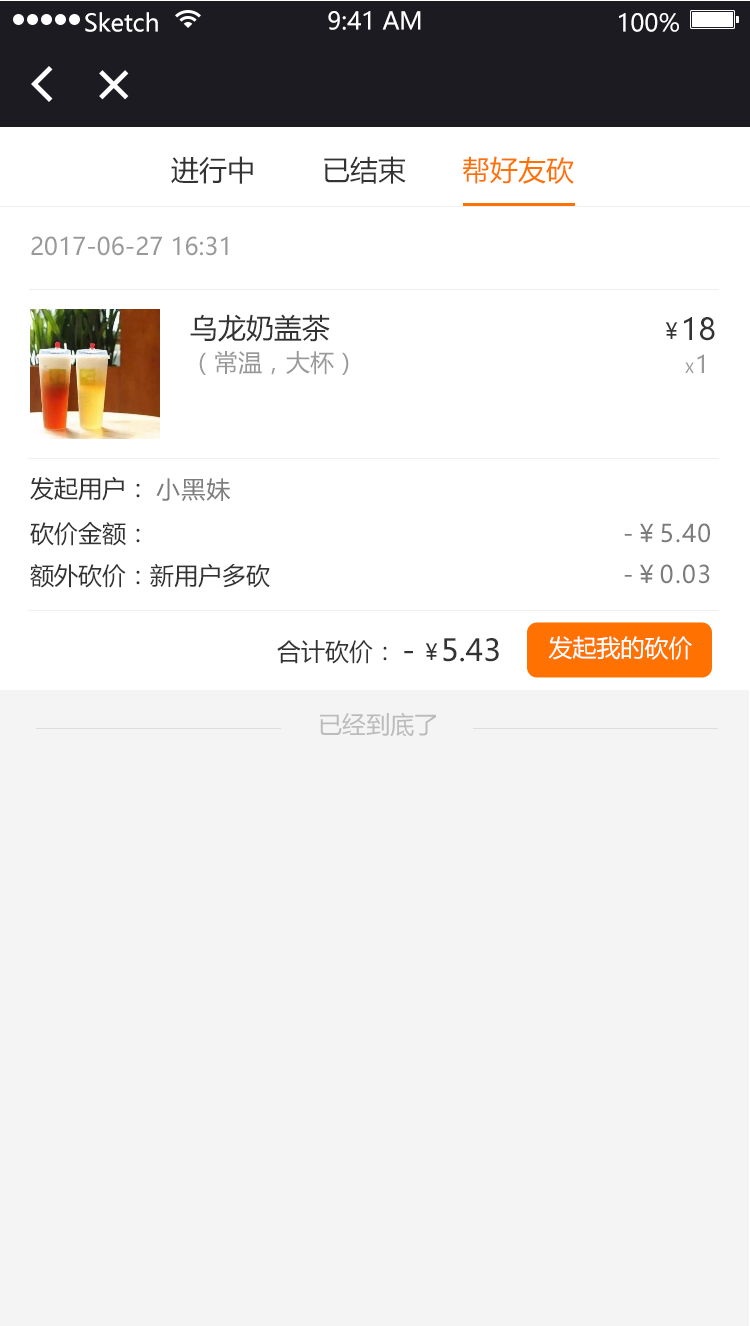 Sketch 9:41 AM 100%
进行中 已结束 帮好友砍
2017-06-27 16:31
乌龙奶盖茶 ¥18
（常温，大杯） x1
发起用户： 小黑妹
砍价金额： -¥5.40
额外砍价：新用户多砍 -¥0.03
合计砍价： - ¥5.43 发起我的砍价
已经到底了